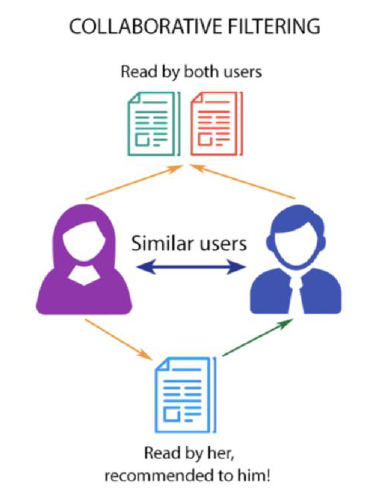 COLLABORATIVE FILTERING
Read by both users
Similar users
Read by her,
recommended to him!